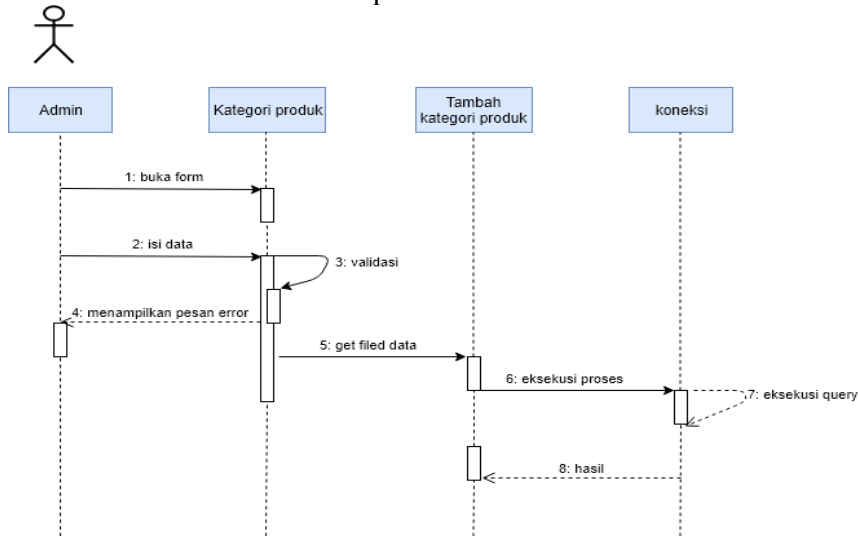 Admin
Kategori produk
Tambah
kategori produk
koneksi
1: buka form
2: isi data
3: validasi
4: menampilkan pesan error
5: get filed data
6: eksekusi proses
7: eksekusi query
8: hasil